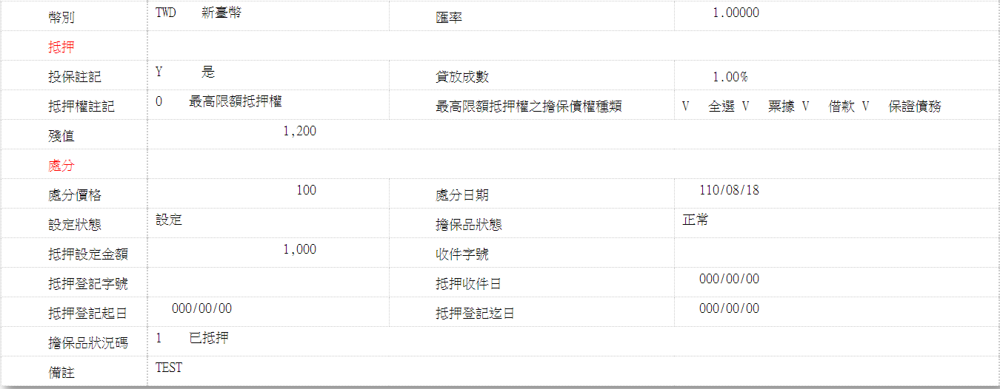 幣別 TWD 新臺幣 匯率 1.00000
抵押
投保註記 Y 是 貸放成數 1.00%
抵押權註記 0 最高限額抵押權 最高限額抵押權之擔保債權種類 V 全選 V 票據 V 借款 V 保證債務
殘值 1,200
處分
處分價格 100 處分日期 110/08/18
設定狀態 設定 擔保品狀態 正常
抵押設定金額 1,000 收件字號
抵押登記字號 抵押收件日 000/00/00
抵押登記起日 000/00/00 抵押登記迄日 000/00/00
擔保品狀況碼 1 已抵押
備註 TEST